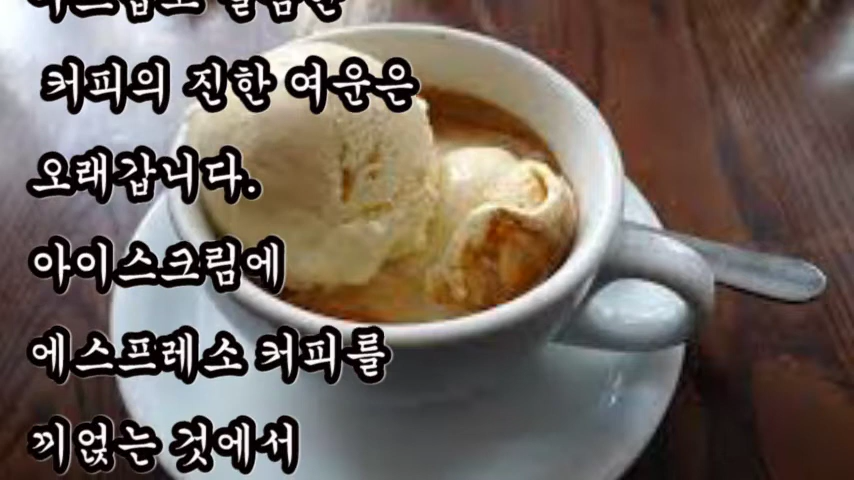 커피의 진한 여운은
오래갑니다.
아이스크림에
에스프레소 커피를
끼얹는 것에서